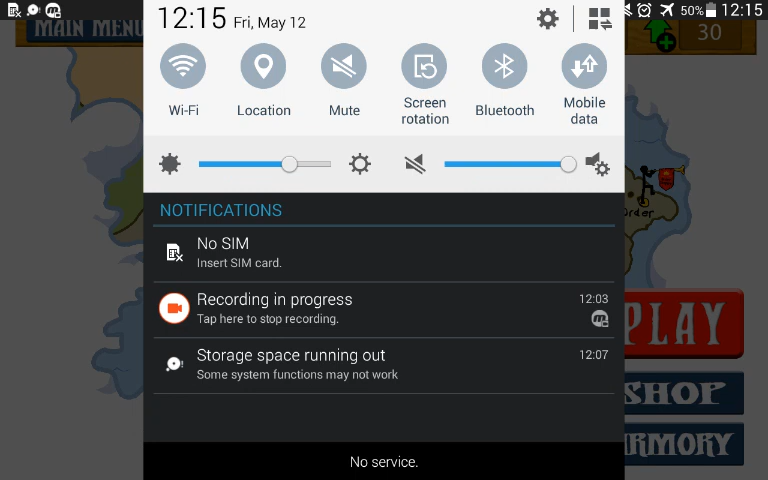 MAIN MENU
12:15 Fri, May 12
50% 12:15
30
Wi-Fi
Location
Mute
Screen
rotation
Bluetooth
Mobile
data
NOTIFICATIONS
No SIM
Insert SIM card.
Recording in progress 12:03
Tap here to stop recording.
Storage space running out 12:07
Some system functions may not work
No service.
Order
PLAY
SHOP
ARMORY